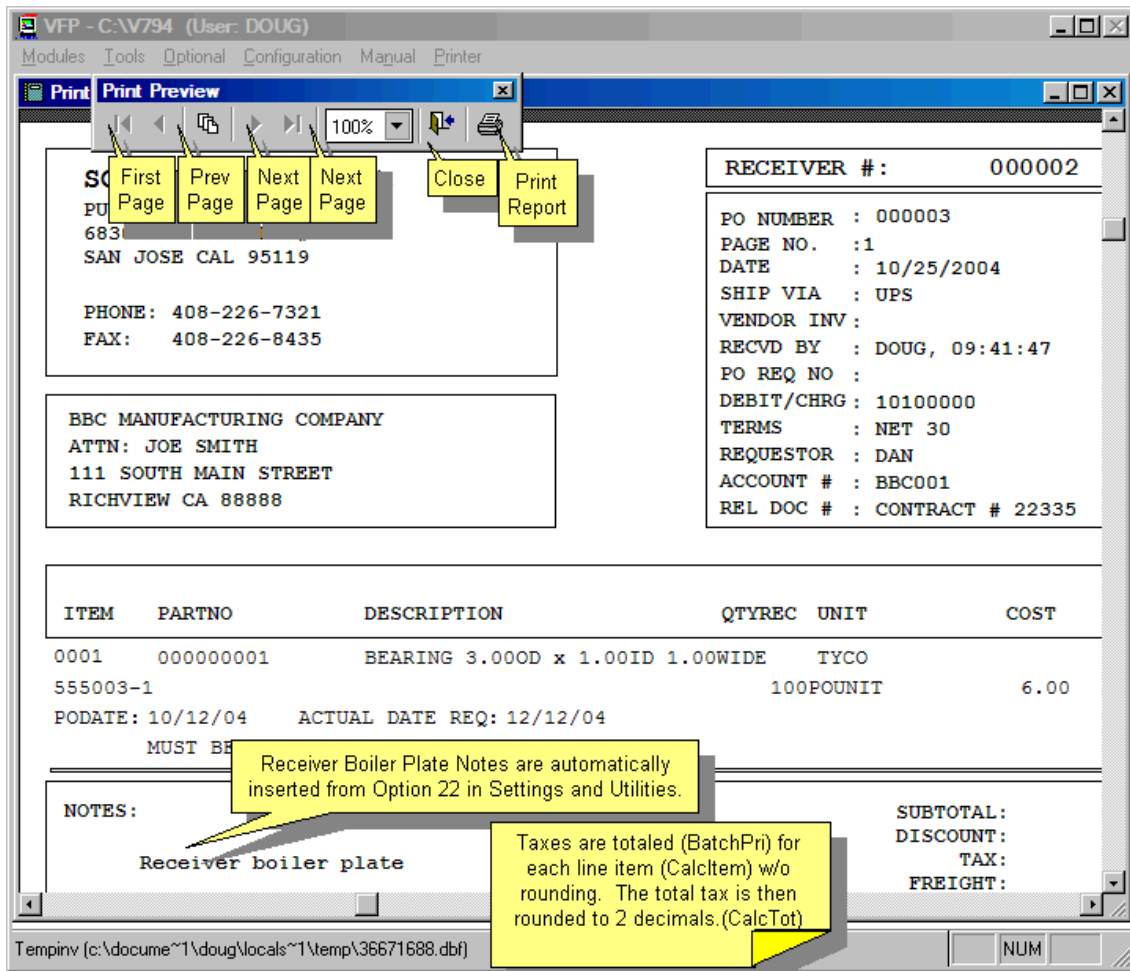 VFP - C:\V794 (User: DOUG)
Modules Tools Optional Configuration Manual Printer
Print
Print Preview
100%
First Page
Prev Page
Next Page
Next Page
Close
Print Report
PU
683
SAN JOSE CAL 95119
PHONE: 408-226-7321
FAX: 408-226-8435
RECEIVER #: 000002
PO NUMBER : 000003
PAGE NO. :1
DATE : 10/25/2004
SHIP VIA : UPS
VENDOR INV :
RECVD BY : DOUG, 09:41:47
PO REQ NO :
DEBIT/CHRG : 10100000
TERMS : NET 30
REQUESTOR : DAN
ACCOUNT # : BBC001
REL DOC # : CONTRACT # 22335
BBC MANUFACTURING COMPANY
ATTN: JOE SMITH
111 SOUTH MAIN STREET
RICHVIEW CA 88888
ITEM PARTNO DESCRIPTION QTYREC UNIT COST
0001 000000001 BEARING 3.00OD x 1.00ID 1.00WIDE TYCO
555003-1 100POUNIT 6.00
PODATE: 10/12/04 ACTUAL DATE REQ: 12/12/04
MUST BE
Receiver Boiler Plate Notes are automatically
inserted from Option 22 in Settings and Utilities.
NOTES:
Receiver boiler plate
SUBTOTAL:
DISCOUNT:
TAX:
FREIGHT:
Taxes are totaled (BatchPri) for
each line item (CalcItem) w/o
rounding. The total tax is then
rounded to 2 decimals.(CalcTot)
Tempinv (c:\docume~1\doug\locals~1\temp\36671688.dbf)
NUM